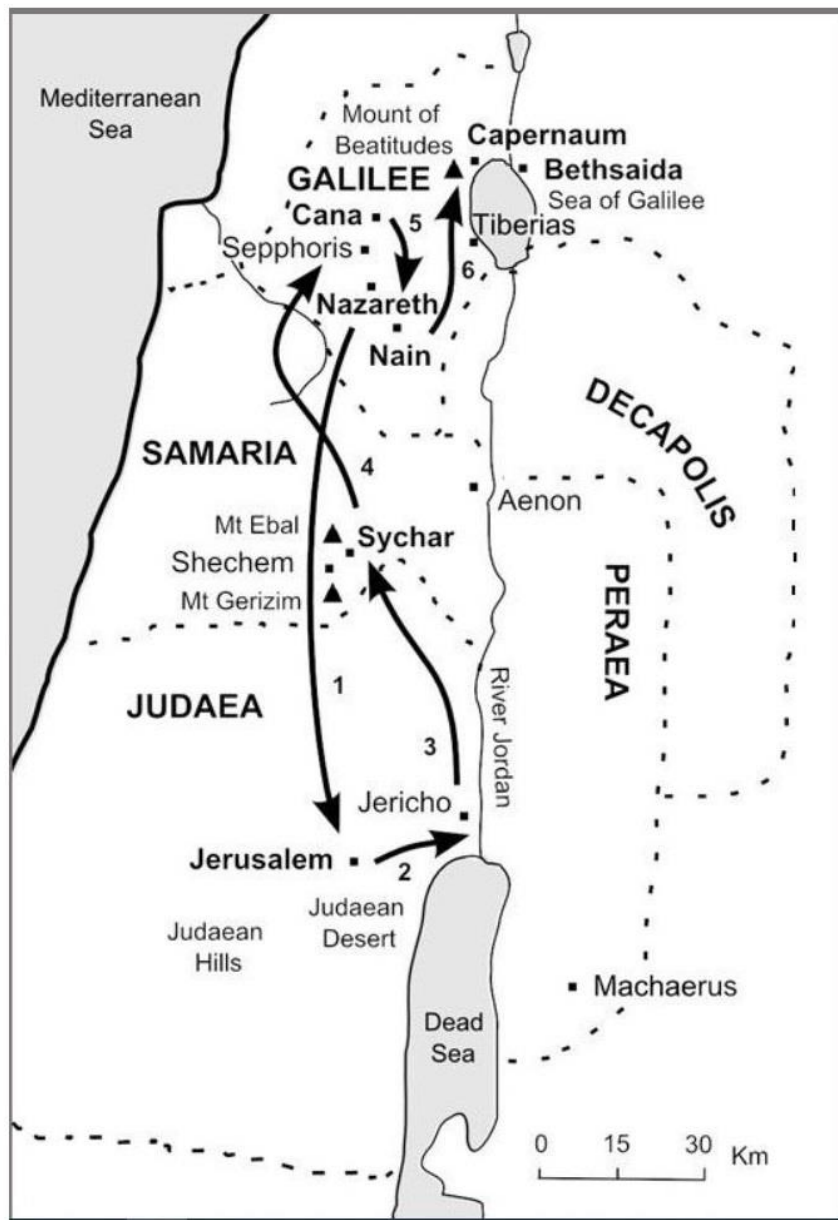 Mediterranean
Sea
Mount of
Beatitudes
Capernaum
Bethsaida
GALILEE
Sea of Galilee
Cana
5
Tiberias
Sepphoris
6
Nazareth
Nain
DECAPOLIS
SAMARIA
4
Aenon
Mt Ebal
Sychar
Shechem
Mt Gerizim
PERAEA
1
JUDAEA
River Jordan
3
Jericho
Jerusalem
2
Judaean
Desert
Judaean
Hills
Machaerus
Dead
Sea
0 15 30 Km